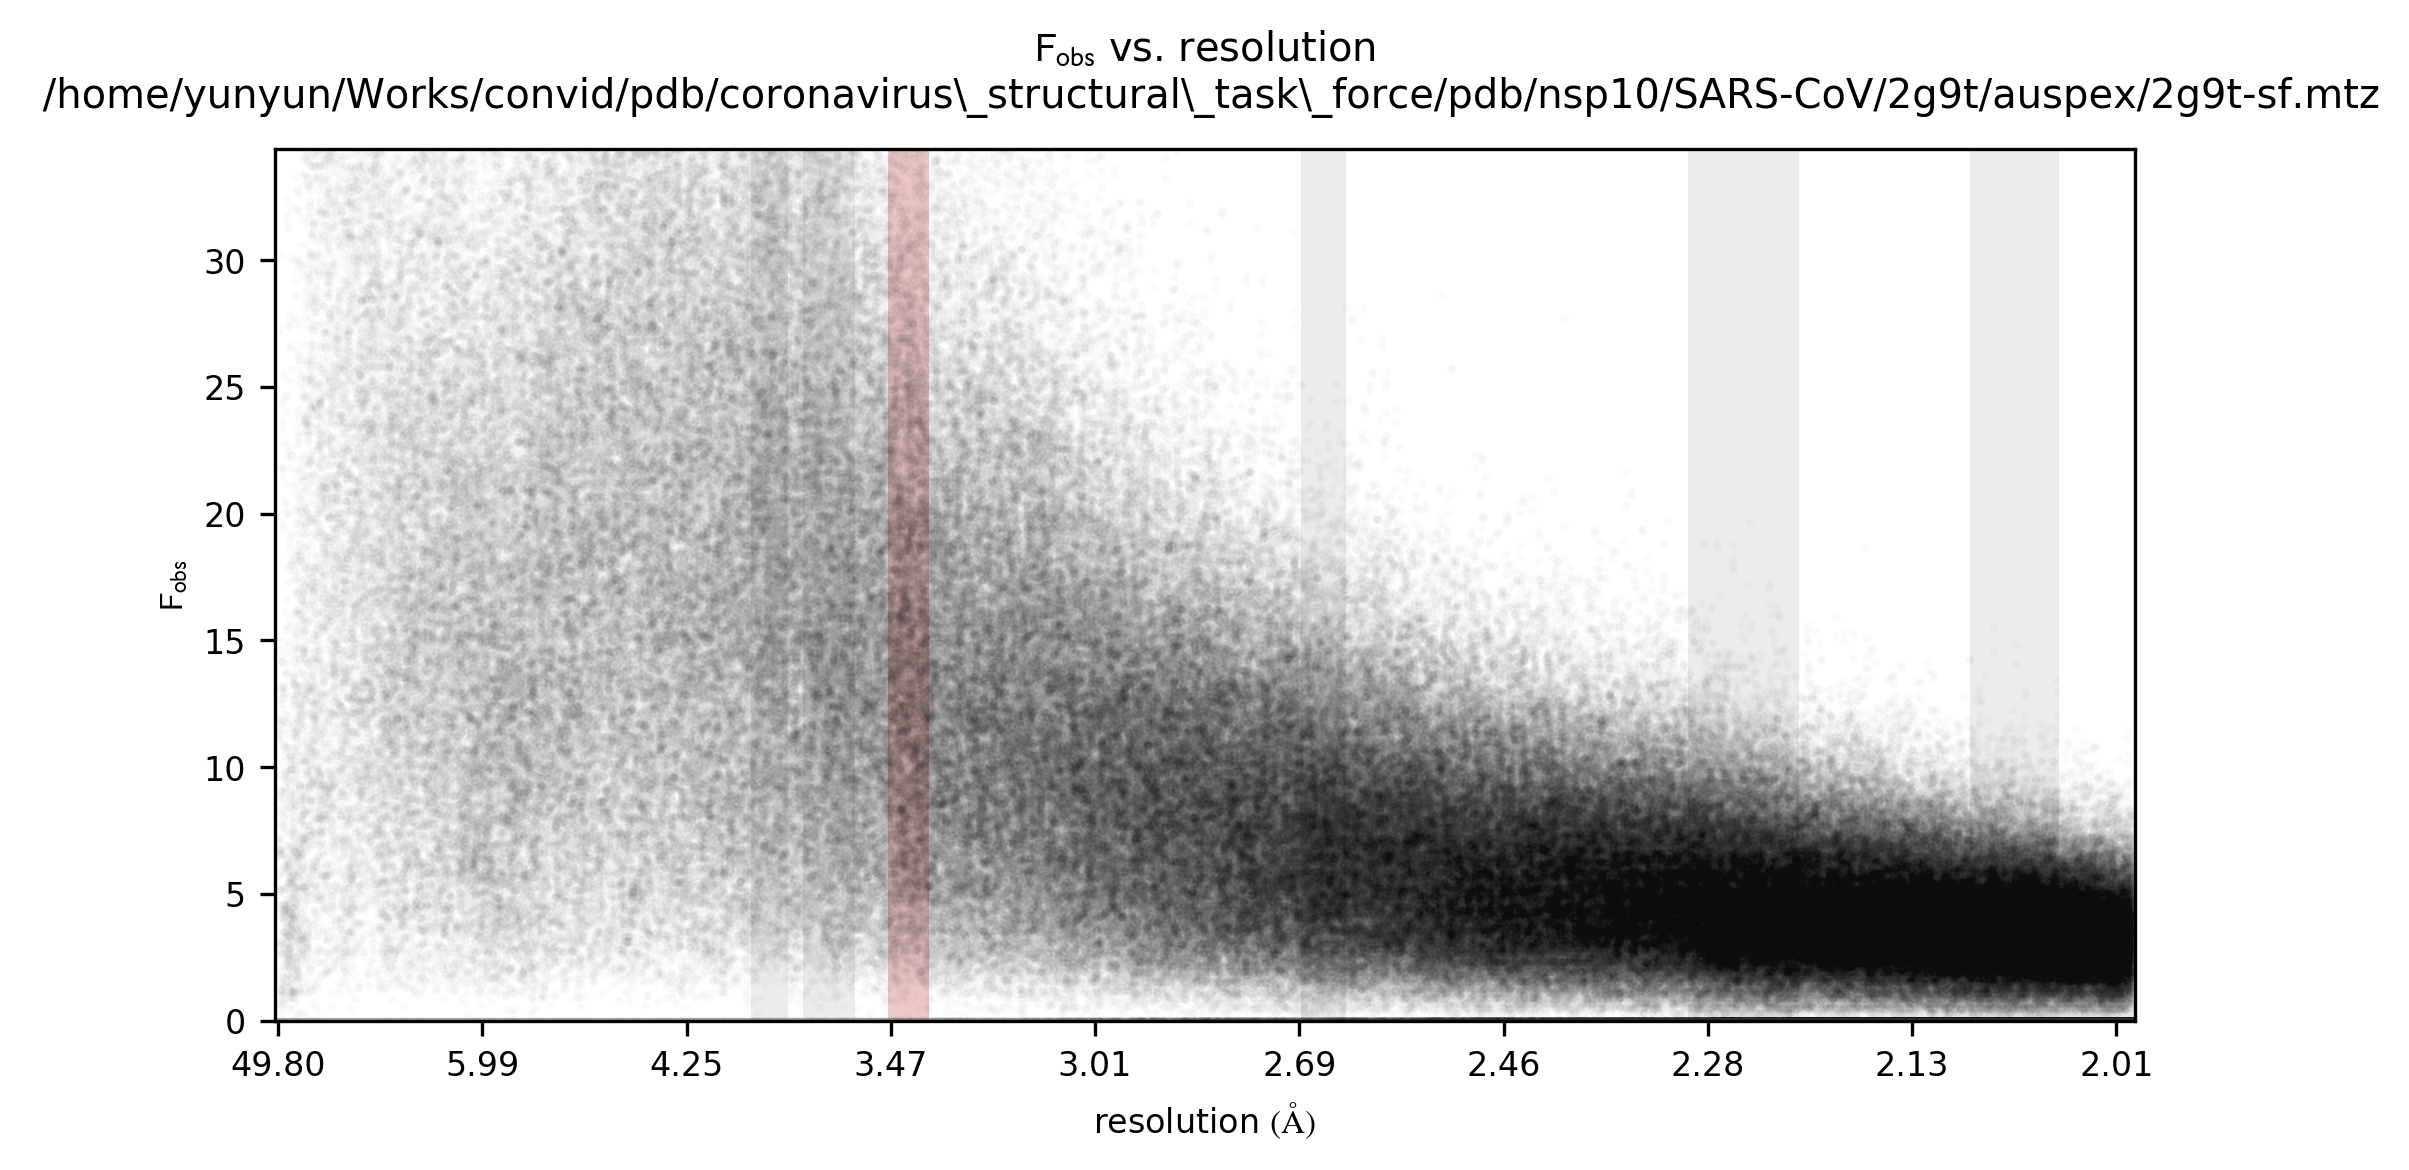 Fobs vs. resolution
/home/yunyun/Works/convid/pdb/coronavirus\_structural\_task\_force/pdb/nsp10/SARS-CoV/2g9t/auspex/2g9t-sf.mtz
30
25
20
15
10
5
0
Fobs
49.80 5.99 4.25 3.47 3.01 2.69 2.46 2.28 2.13 2.01
resolution (Å)